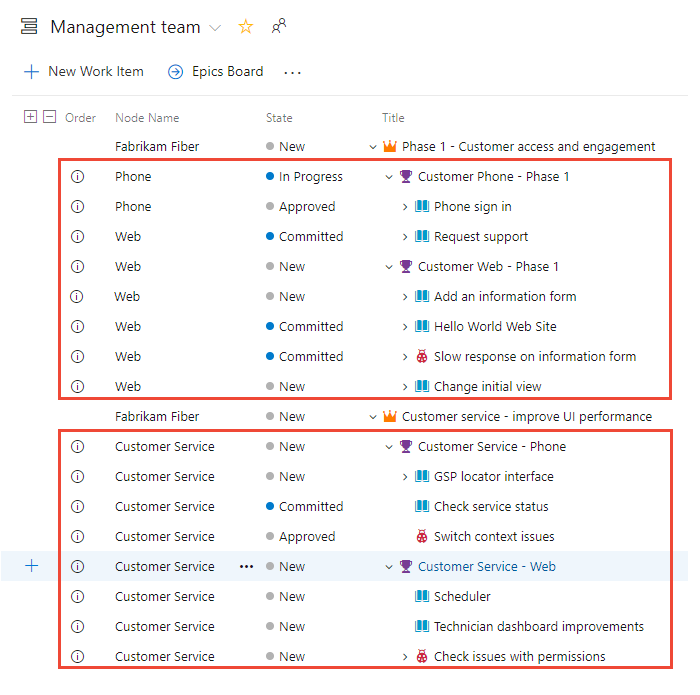 Management team
New Work Item Epics Board ...
Order Node Name State Title
Fabrikam Fiber New Phase 1 - Customer access and engagement
Phone In Progress Customer Phone - Phase 1
Phone Approved Phone sign in
Web Committed Request support
Web New Customer Web - Phase 1
Web New Add an information form
Web Committed Hello World Web Site
Web Committed Slow response on information form
Web New Change initial view
Fabrikam Fiber New Customer service - improve UI performance
Customer Service New Customer Service - Phone
Customer Service New GSP locator interface
Customer Service Committed Check service status
Customer Service Approved Switch context issues
Customer Service ... New Customer Service - Web
Customer Service New Scheduler
Customer Service New Technician dashboard improvements
Customer Service New Check issues with permissions